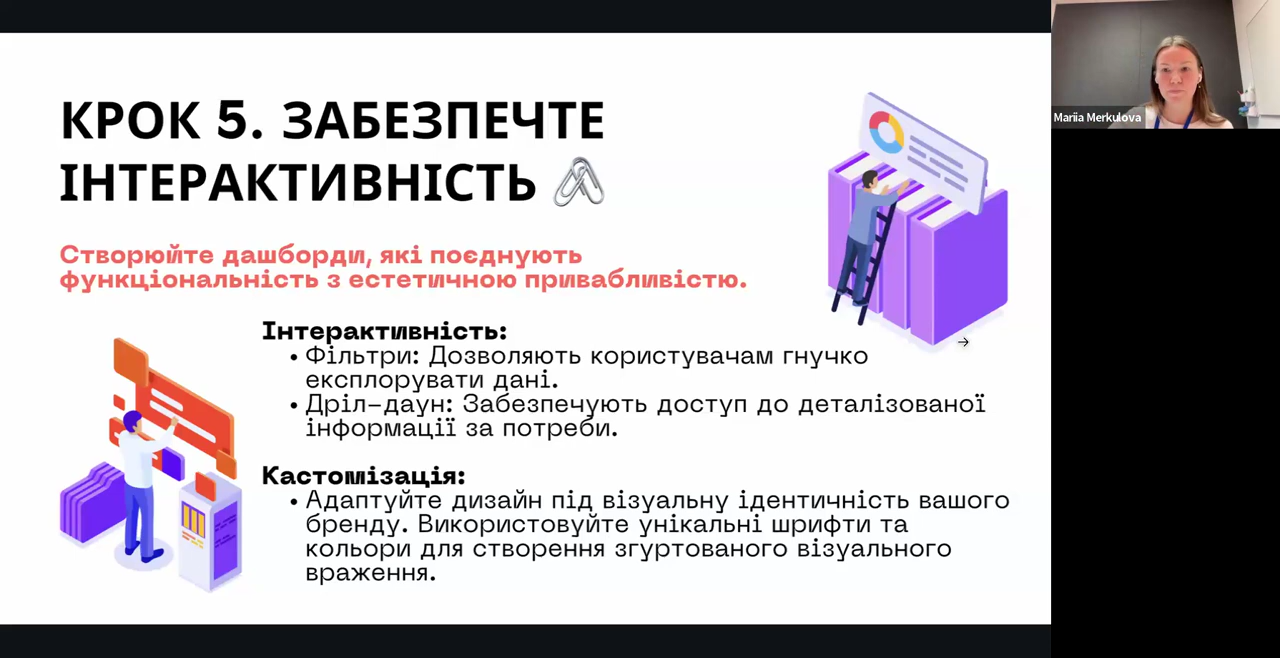 КРОК 5. ЗАБЕЗПЕЧТЕ
ІНТЕРАКТИВНІСТЬ
Створюйте дашборди, які поєднують
функціональність з естетичною привабливістю.
Інтерактивність:
• Фільтри: Дозволяють користувачам гнучко
експлорувати дані.
• Дріл-даун: Забезпечують доступ до деталізованої
інформації за потреби.
Кастомізація:
• Адаптуйте дизайн під візуальну ідентичність вашого
бренду. Використовуйте унікальні шрифти та
кольори для створення згуртованого візуального
враження.
Mariia Merkulova